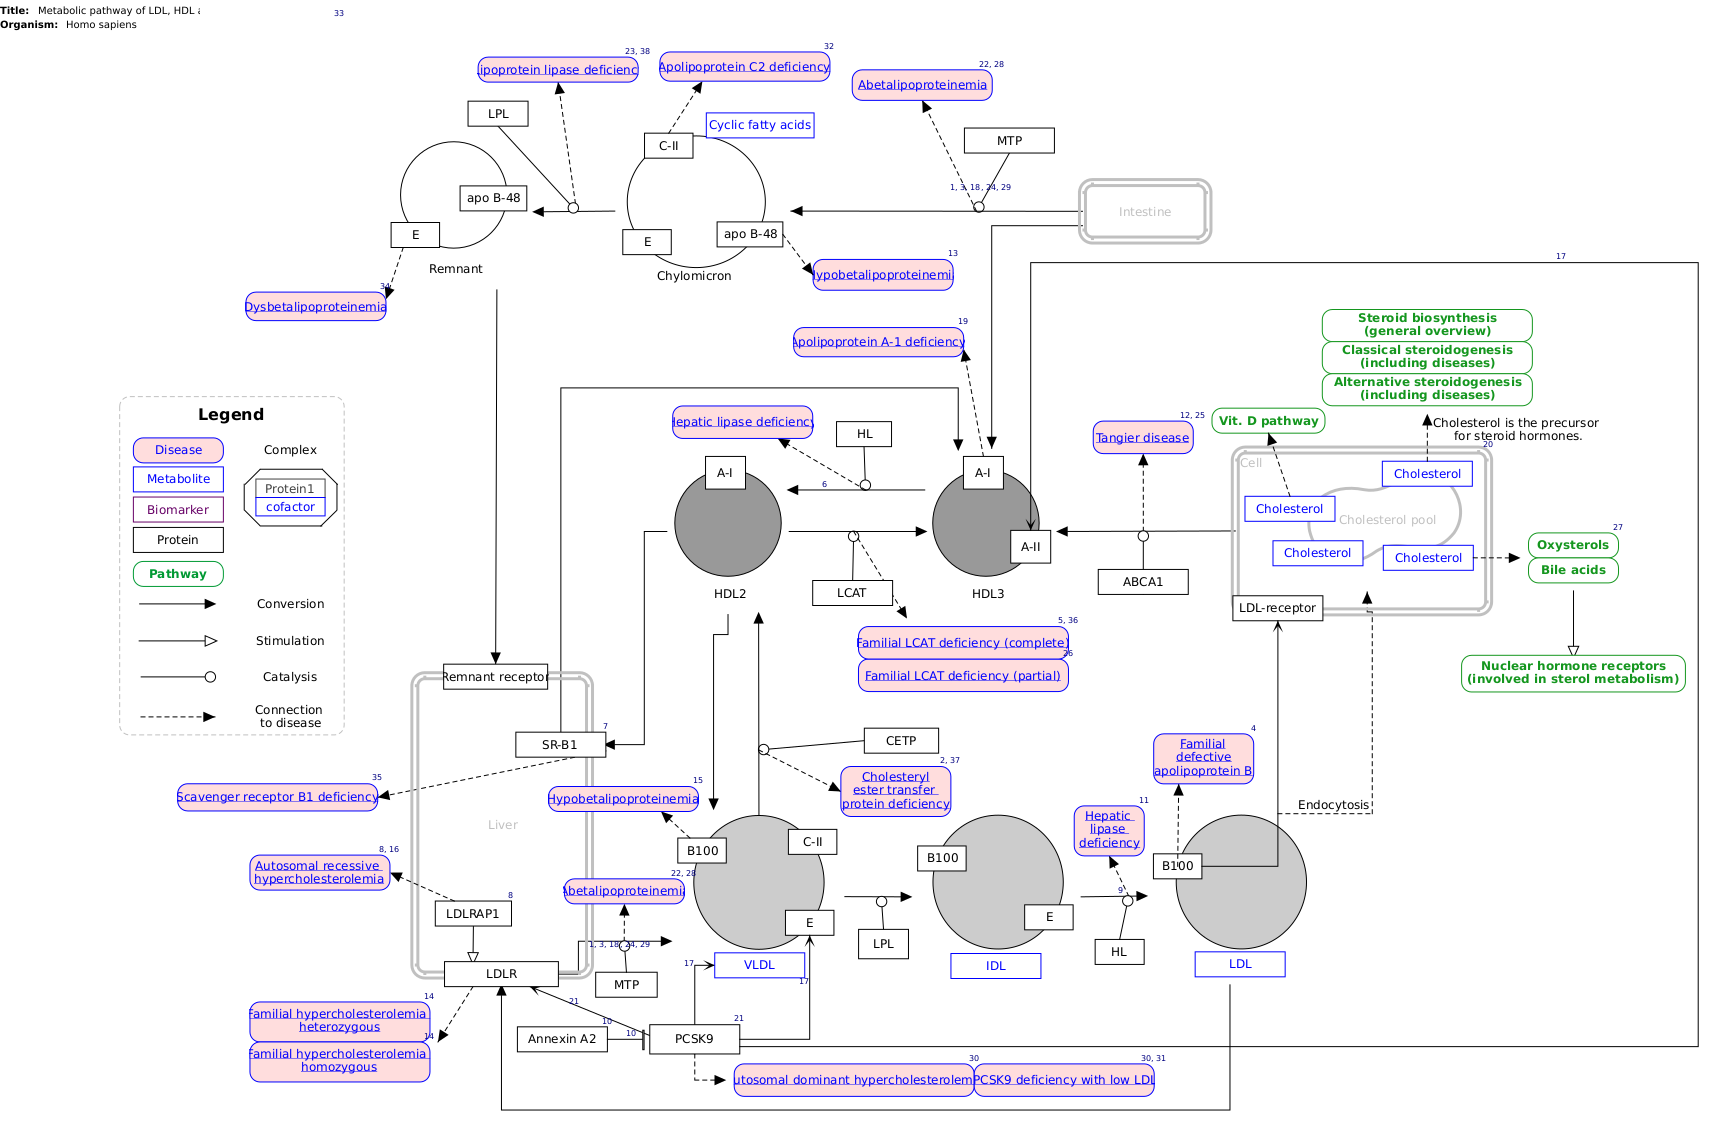 Title: Metabolic pathway of LDL, HDL
Organism: Homo sapiens
33
23, 38
ipoprotein lipase deficienc
32
Apolipoprotein C2 deficiency
22, 28
Abetalipoproteinemia
LPL
Cyclic fatty acids
C-II
MTP
apo B-48
E
Remnant
1, 3, 18, 24, 29
Intestine
apo B-48
E
Chylomicron
13
ypobetalipoproteinemi
17
34
Dysbetalipoproteinemia
19
Apolipoprotein A-1 deficiency
Steroid biosynthesis
(general overview)
Classical steroidogenesis
(including diseases)
Alternative steroidogenesis
(including diseases)
Legend
Disease
Metabolite
Biomarker
Protein
Pathway
Complex
Protein1
cofactor
Conversion
Stimulation
Catalysis
Connection
to disease
Hepatic lipase deficiency
HL
12, 25
Tangier disease
Vit. D pathway
Cholesterol is the precursor
for steroid hormones.
20
Cell
A-I
6
A-I
Cholesterol
Cholesterol
Cholesterol pool
Cholesterol
Cholesterol
27
Oxysterols
Bile acids
A-II
HDL2
LCAT
HDL3
ABCA1
LDL-receptor
5, 36
Familial LCAT deficiency (complete)
26
Familial LCAT deficiency (partial)
Nuclear hormone receptors
(involved in sterol metabolism)
Remnant receptor
7
SR-B1
CETP
4
Familial
defective
apolipoprotein B
35
Scavenger receptor B1 deficiency
15
Hypobetalipoproteinemia
2, 37
Cholesteryl
ester transfer
protein deficiency
Endocytosis
Liver
11
Hepatic
lipase
deficiency
B100
C-II
B100
B100
8, 16
Autosomal recessive
hypercholesterolemia
22, 28
Abetalipoproteinemia
8
LDLRAP1
E
E
9
LPL
HL
1, 3, 18, 24, 29
LDLR
MTP
17
VLDL
17
IDL
LDL
14
Familial hypercholesterolemia
heterozygous
14
Familial hypercholesterolemia
homozygous
21
10
Annexin A2
10
21
PCSK9
30
utosomal dominant hypercholesterolem
30, 31
PCSK9 deficiency with low LDL